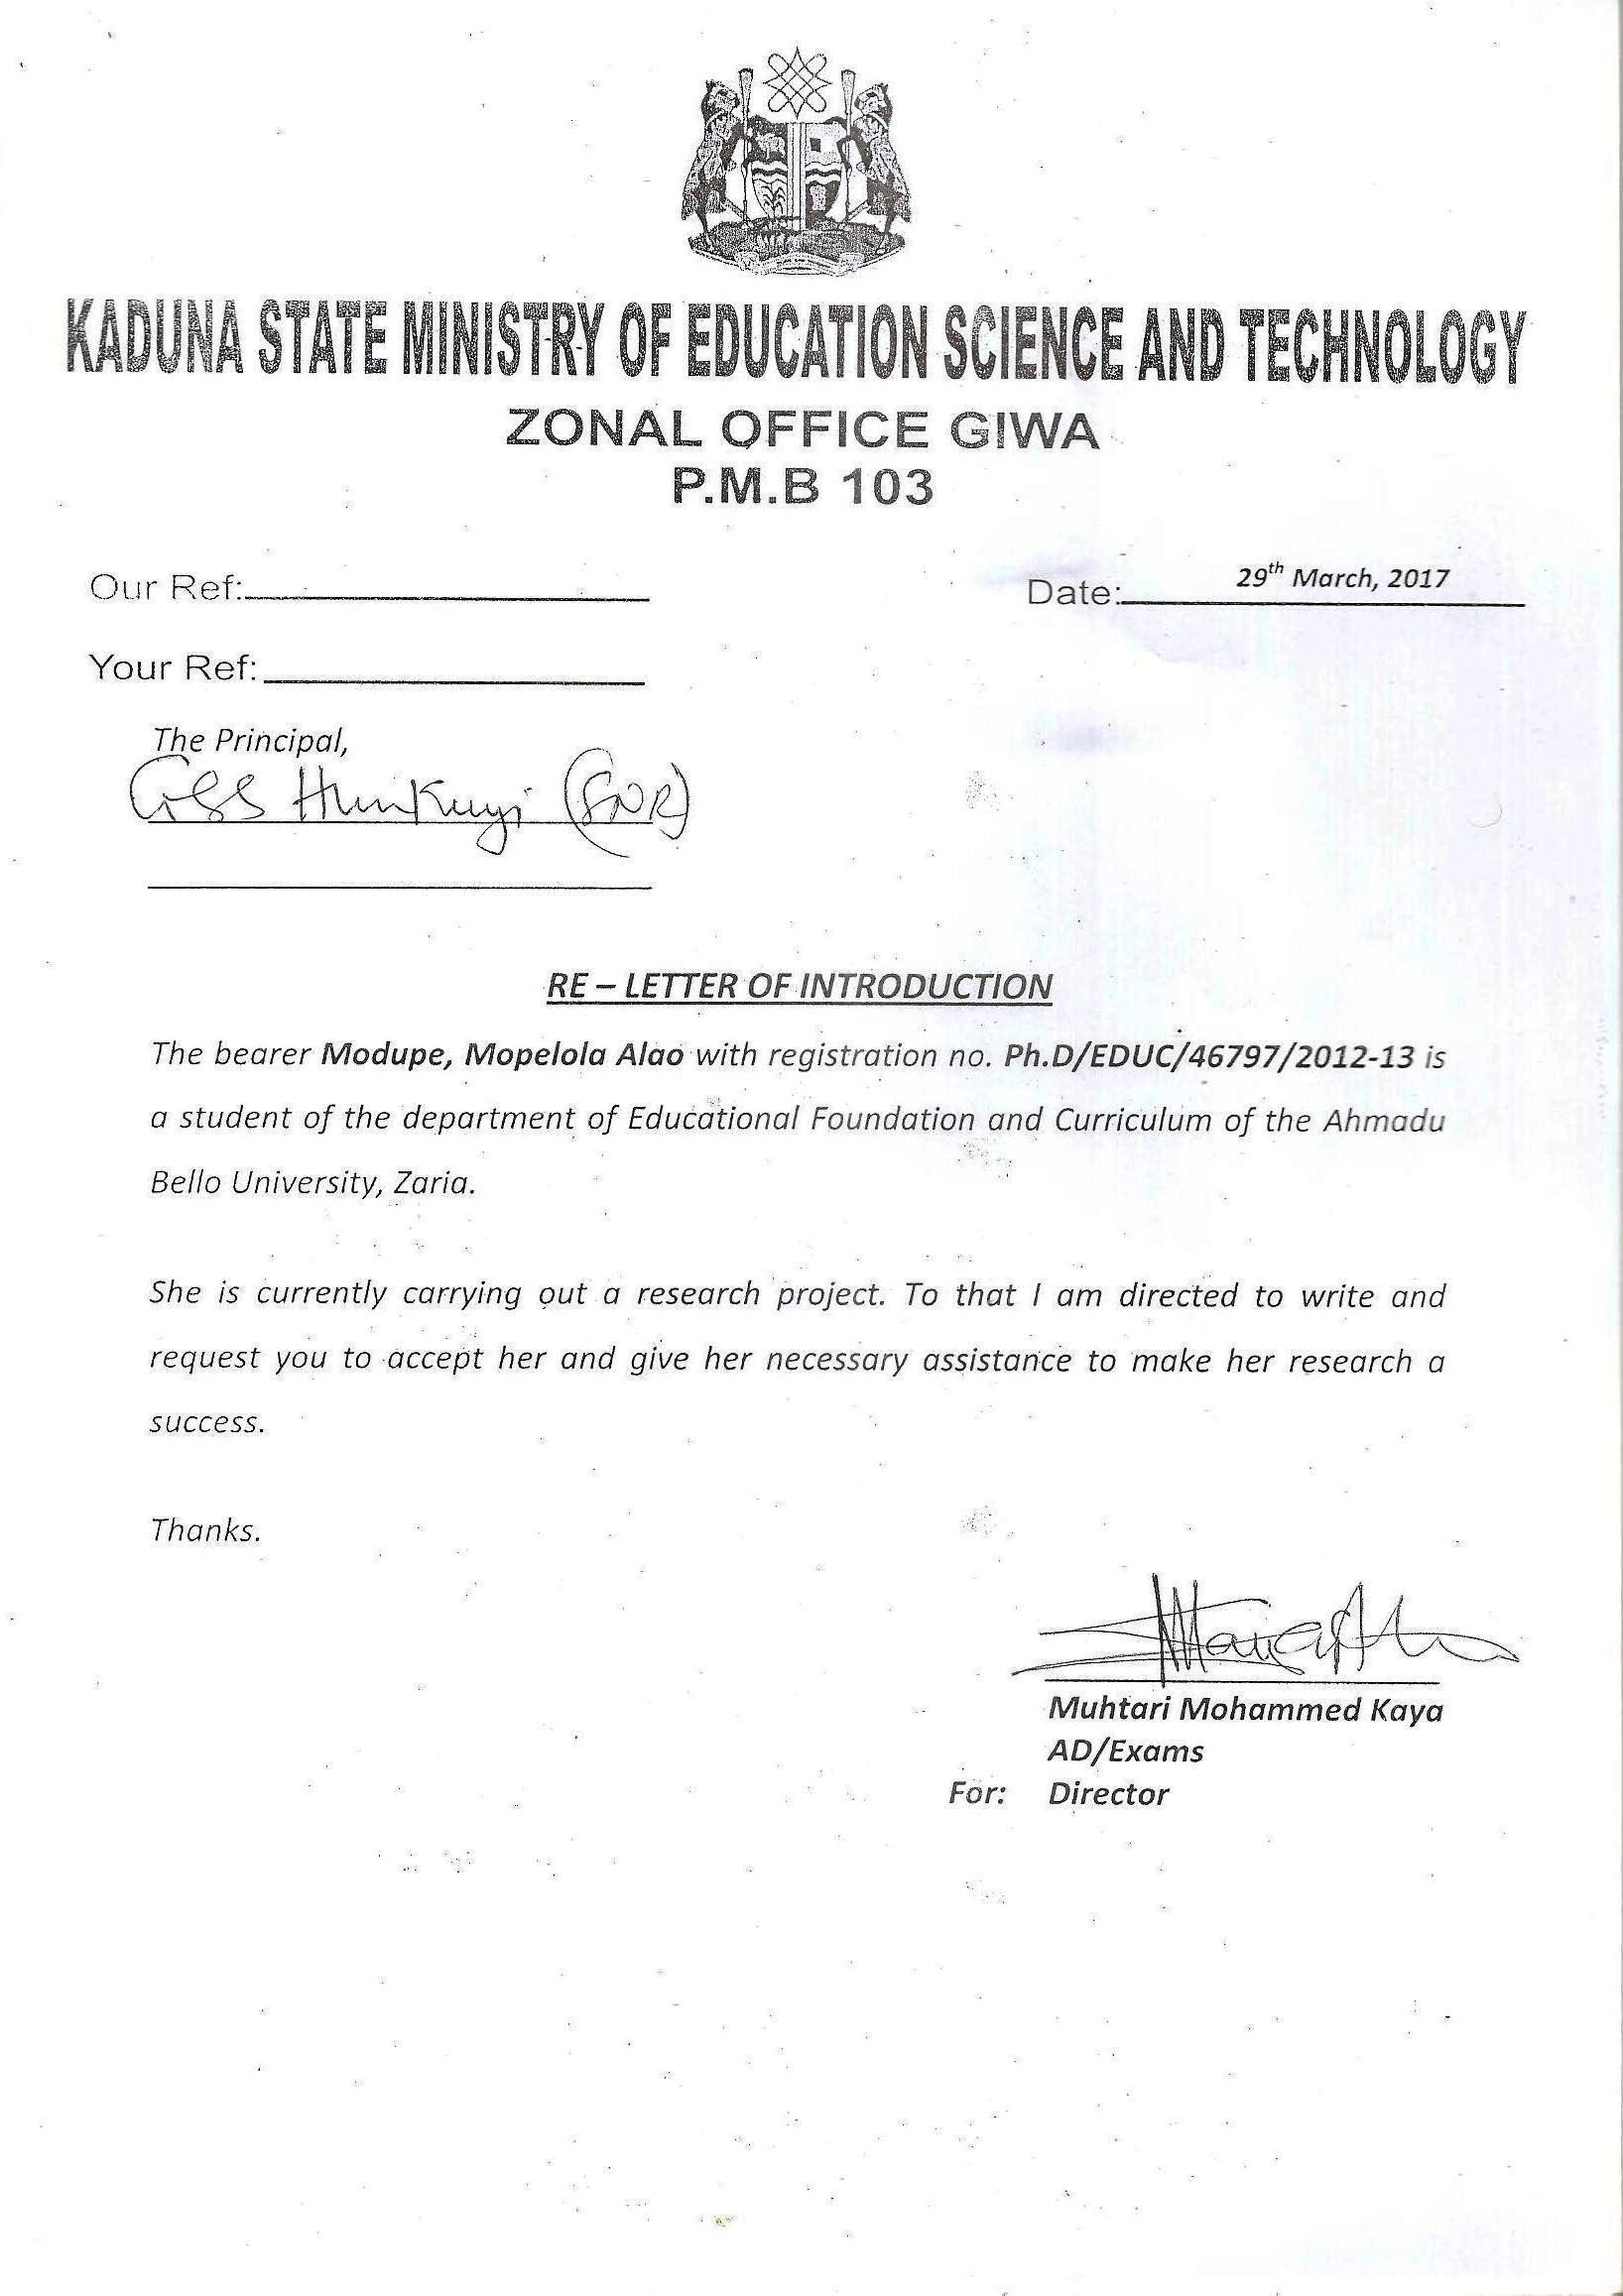 KADUNA STATE MINISTRY OF EDUCATION SCIENCE AND TECHNOLOGY
ZONAL OFFICE GIWA
P.M.B 103
Our Ref:
Date: 29th March, 2017
Your Ref:
The Principal,
GSS Hunkuyi (SNR)
RE – LETTER OF INTRODUCTION
The bearer Modupe, Mopelola Alao with registration no. Ph.D/EDUC/46797/2012-13 is
a student of the department of Educational Foundation and Curriculum of the Ahmadu
Bello University, Zaria.
She is currently carrying out a research project. To that I am directed to write and
request you to accept her and give her necessary assistance to make her research a
success.
Thanks.
Muhtari Mohammed Kaya
AD/Exams
For: Director